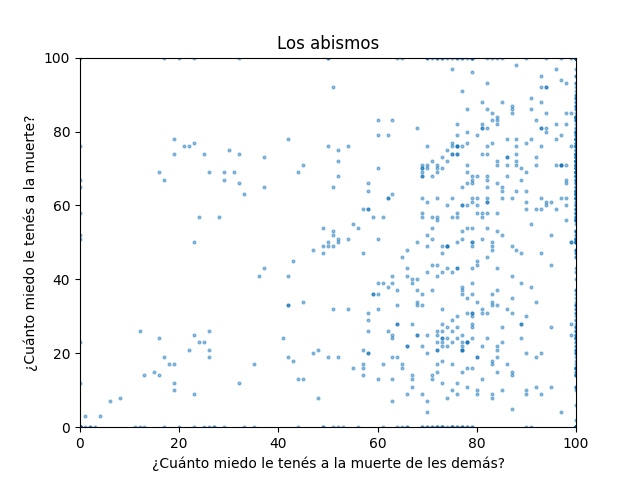 Los abismos
¿Cuánto miedo le tenés a la muerte?
100
80
60
40
20
0
0 20 40 60 80 100
¿Cuánto miedo le tenés a la muerte de les demás?